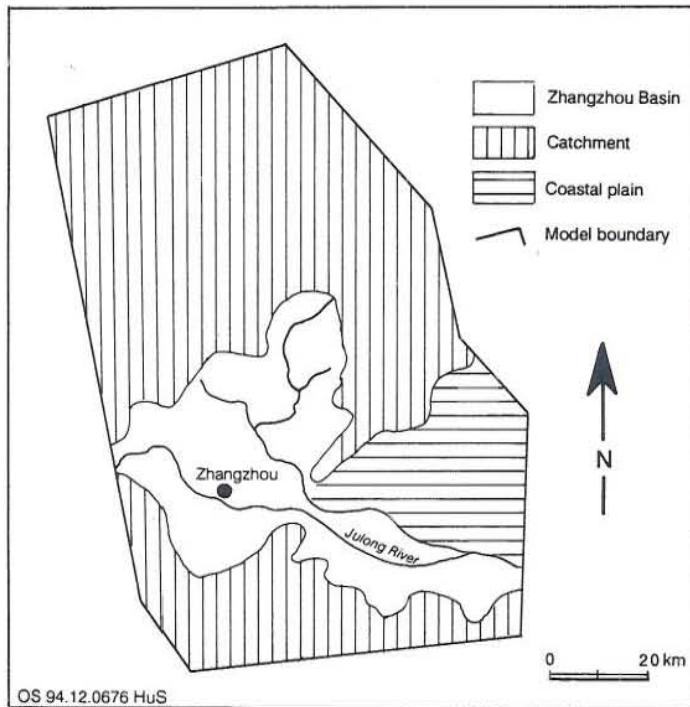 Zhangzhou Basin
Catchment
Coastal plain
Model boundary
N
Zhangzhou
Julong River
0 20 km
OS 94.12.0676 HuS